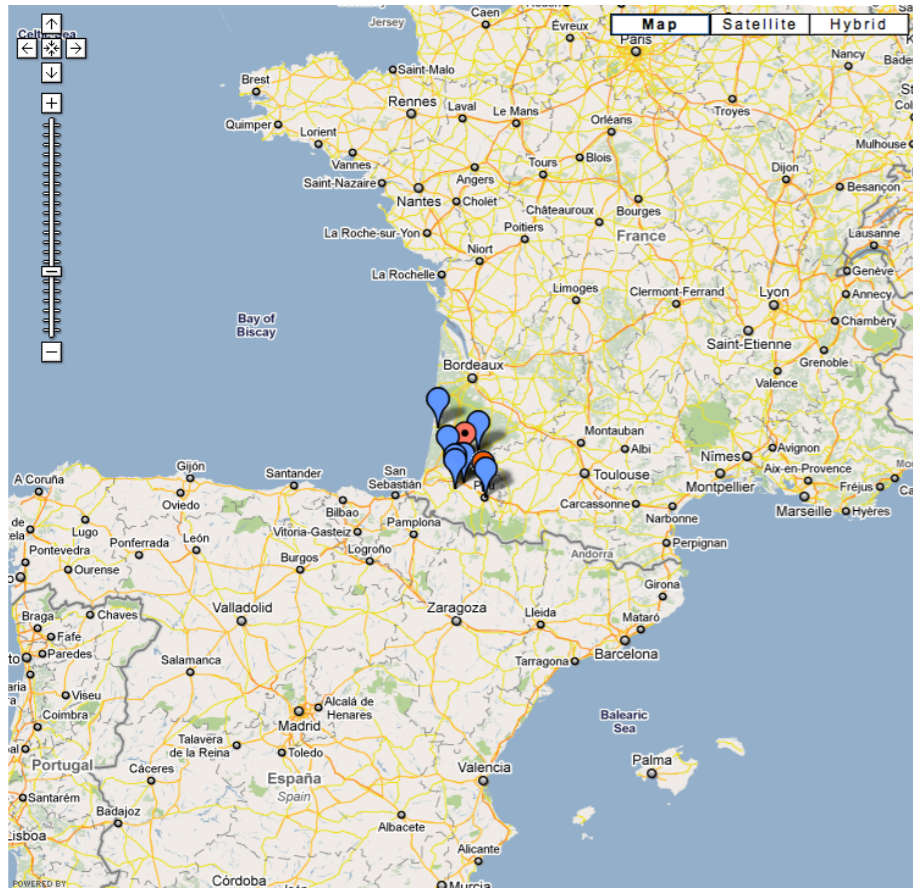 Jersey
Caen
Évreux
Map
Satellite
Hybrid
Paris
Celtic Sea
Nancy
Saint-Malo
Brest
Rennes
Laval
Le Mans
Troyes
Quimper
Lorient
Orléans
Mulhouse
Vannes
Blois
Angers
Tours
Dijon
Saint-Nazaire
Besançon
Nantes
Cholet
Châteauroux
Bourges
La Roche-sur-Yon
Poitiers
France
Lausanne
Niort
La Rochelle
Genève
Limoges
Clermont-Ferrand
Lyon
Annecy
Bay of
Biscay
Chambéry
Saint-Etienne
Grenoble
Bordeaux
Valence
Montauban
Albi
Avignon
Nîmes
Gijón
Santander
San
Sebastián
Toulouse
Montpellier
Aix-en-Provence
A Coruña
Oviedo
Bilbao
Carcassonne
Marseille
Fréjus
Hyères
Narbonne
Lugo
Pamplona
Vitoria-Gasteiz
Perpignan
Pontevedra
Ponferrada
León
Logroño
Andorra
Burgos
Ourense
Girona
Braga
Chaves
Valladolid
Zaragoza
Lleida
Mataró
Fafe
Barcelona
Paredes
Salamanca
Tarragona
Viseu
Coimbra
Madrid
Alcalá de
Henares
Balearic
Sea
Talavera
de la Reina
Toledo
Portugal
Palma
Cáceres
España
Spain
Valencia
Santarém
Badajoz
Albacete
Lisboa
Alicante
POWERED BY
Córdoba
Murcia